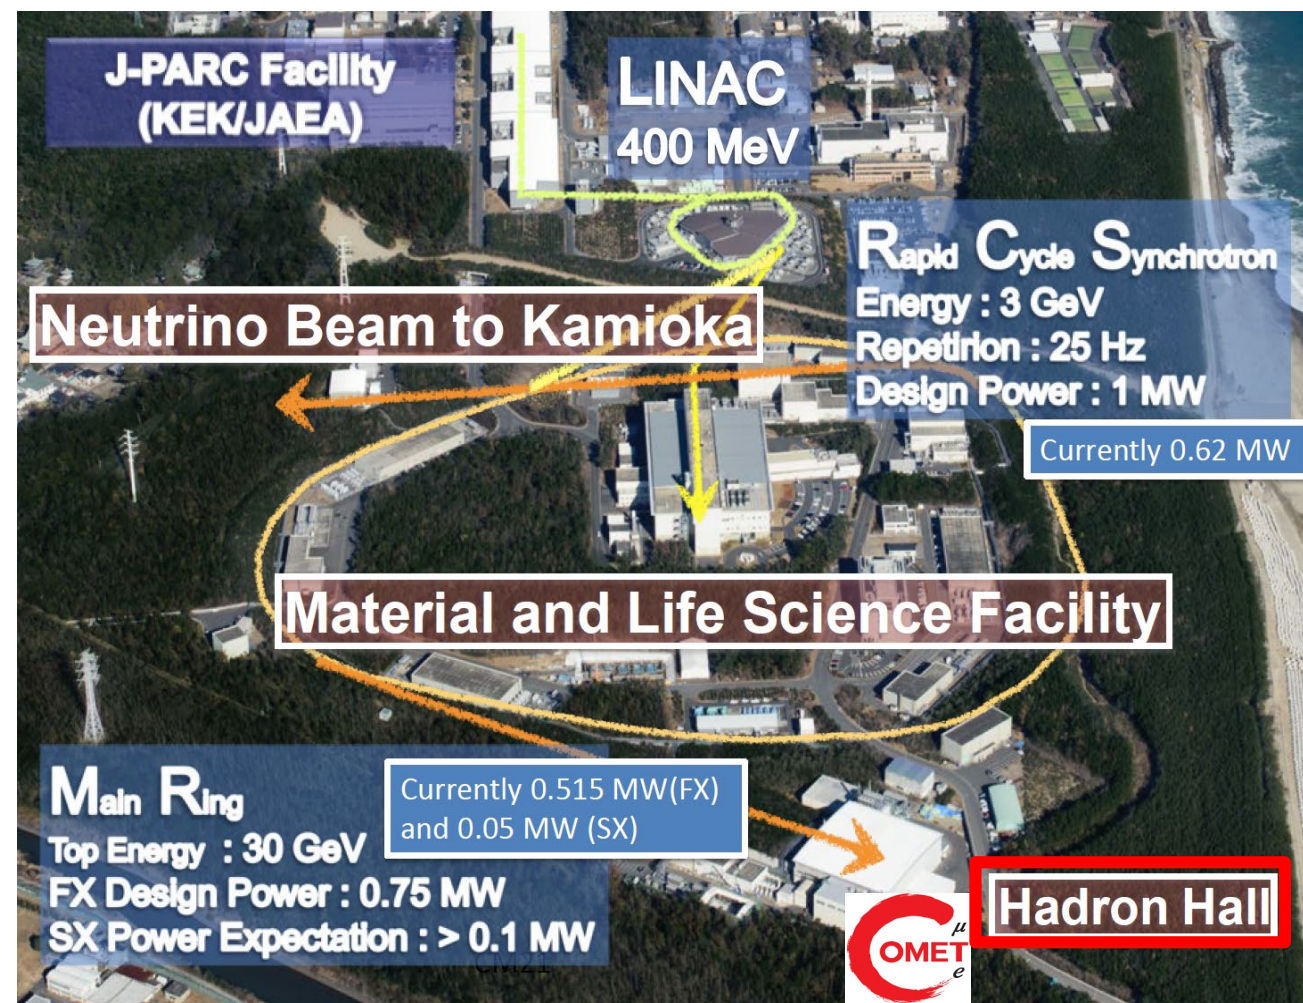 J-PARC Facility
(KEK/JAEA)
LINAC
400 MeV
Rapid Cycle Synchrotron
Energy : 3 GeV
Repetirion : 25 Hz
Design Power : 1 MW
Currently 0.62 MW
Neutrino Beam to Kamioka
Material and Life Science Facility
Main Ring
Top Energy : 30 GeV
FX Design Power : 0.75 MW
SX Power Expectation : > 0.1 MW
Currently 0.515 MW(FX)
and 0.05 MW (SX)
Hadron Hall
COMET
μ
e
CM21